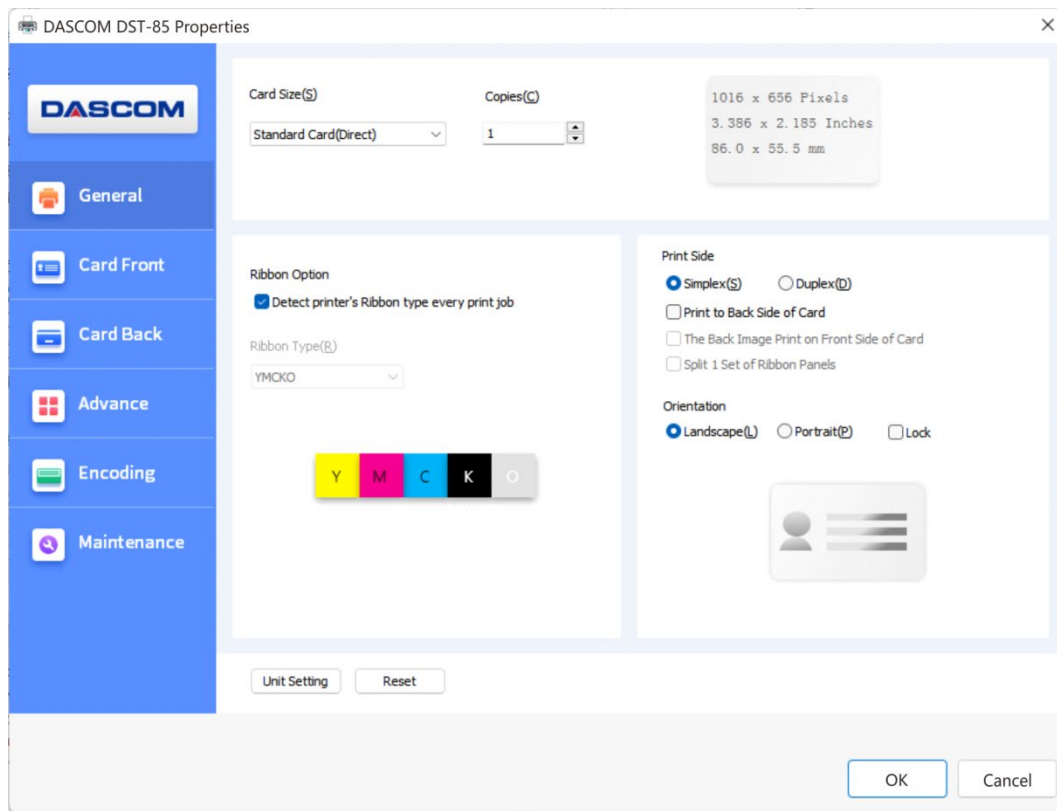 DASCOM DST-85 Properties
DASCOM
General
Card Front
Card Back
Advance
Encoding
Maintenance
Card Size(S)
Copies(C)
Standard Card(Direct)
1
1016 x 656 Pixels
3.386 x 2.185 Inches
86.0 x 55.5 mm
Ribbon Option
Detect printer's Ribbon type every print job
Ribbon Type(R)
YMCKO
Y M C K O
Print Side
Simplex(S) Duplex(D)
Print to Back Side of Card
The Back Image Print on Front Side of Card
Split 1 Set of Ribbon Panels
Orientation
Landscape(L) Portrait(P) Lock
Unit Setting Reset
OK Cancel